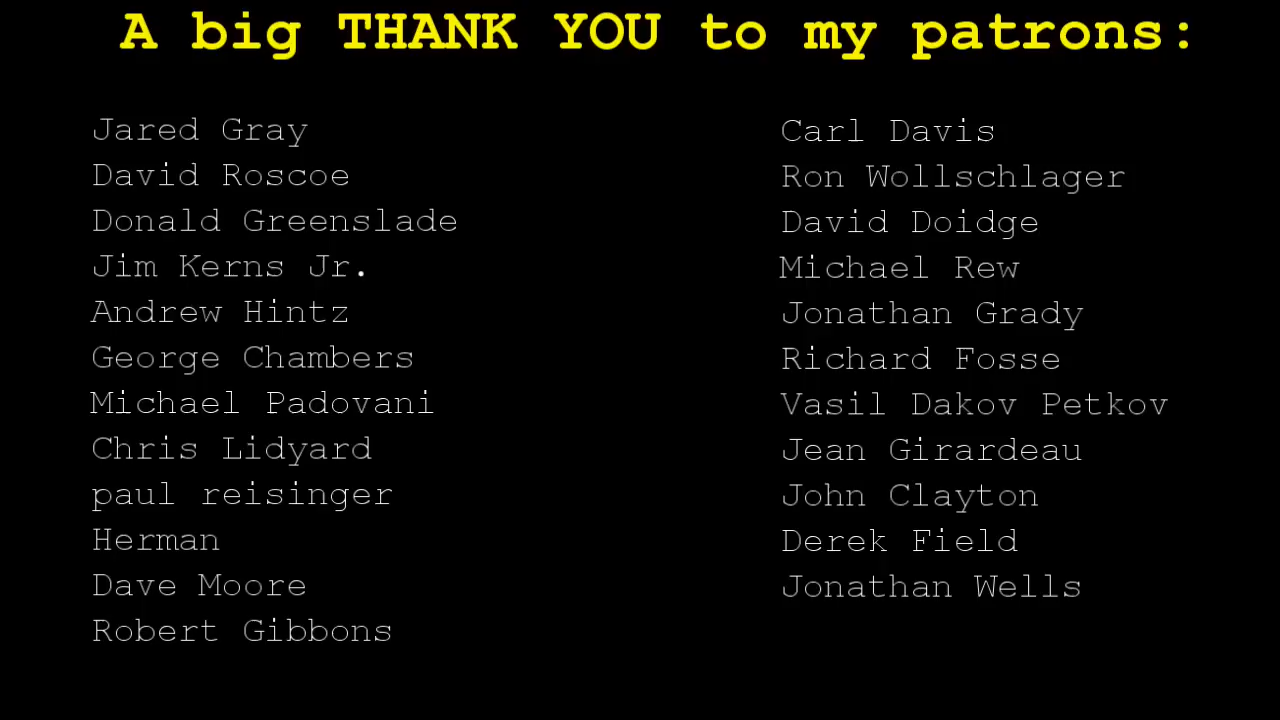 A big THANK YOU to my patrons:
Jared Gray
David Roscoe
Donald Greenslade
Jim Kerns Jr.
Andrew Hintz
George Chambers
Michael Padovani
Chris Lidyard
paul reisinger
Herman
Dave Moore
Robert Gibbons
Carl Davis
Ron Wollschlager
David Doidge
Michael Rew
Jonathan Grady
Richard Fosse
Vasil Dakov Petkov
Jean Girardeau
John Clayton
Derek Field
Jonathan Wells